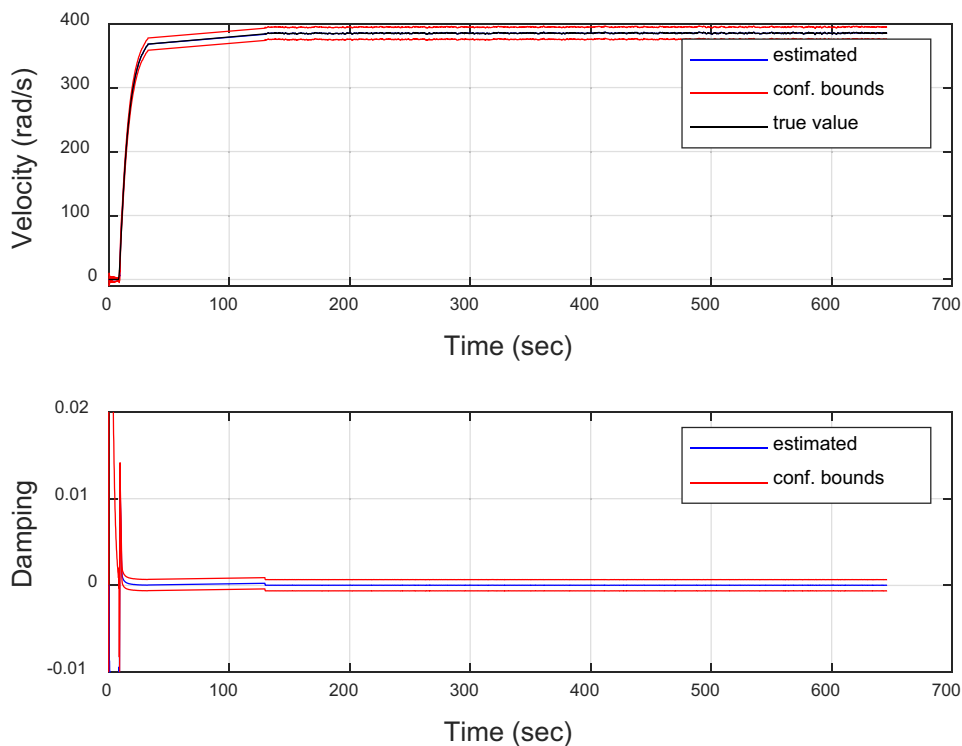 400
300
200
100
0
Velocity (rad/s)
estimated
conf. bounds
true value
0 100 200 300 400 500 600 700
Time (sec)
0.02
0.01
0
-0.01
Damping
estimated
conf. bounds
0 100 200 300 400 500 600 700
Time (sec)